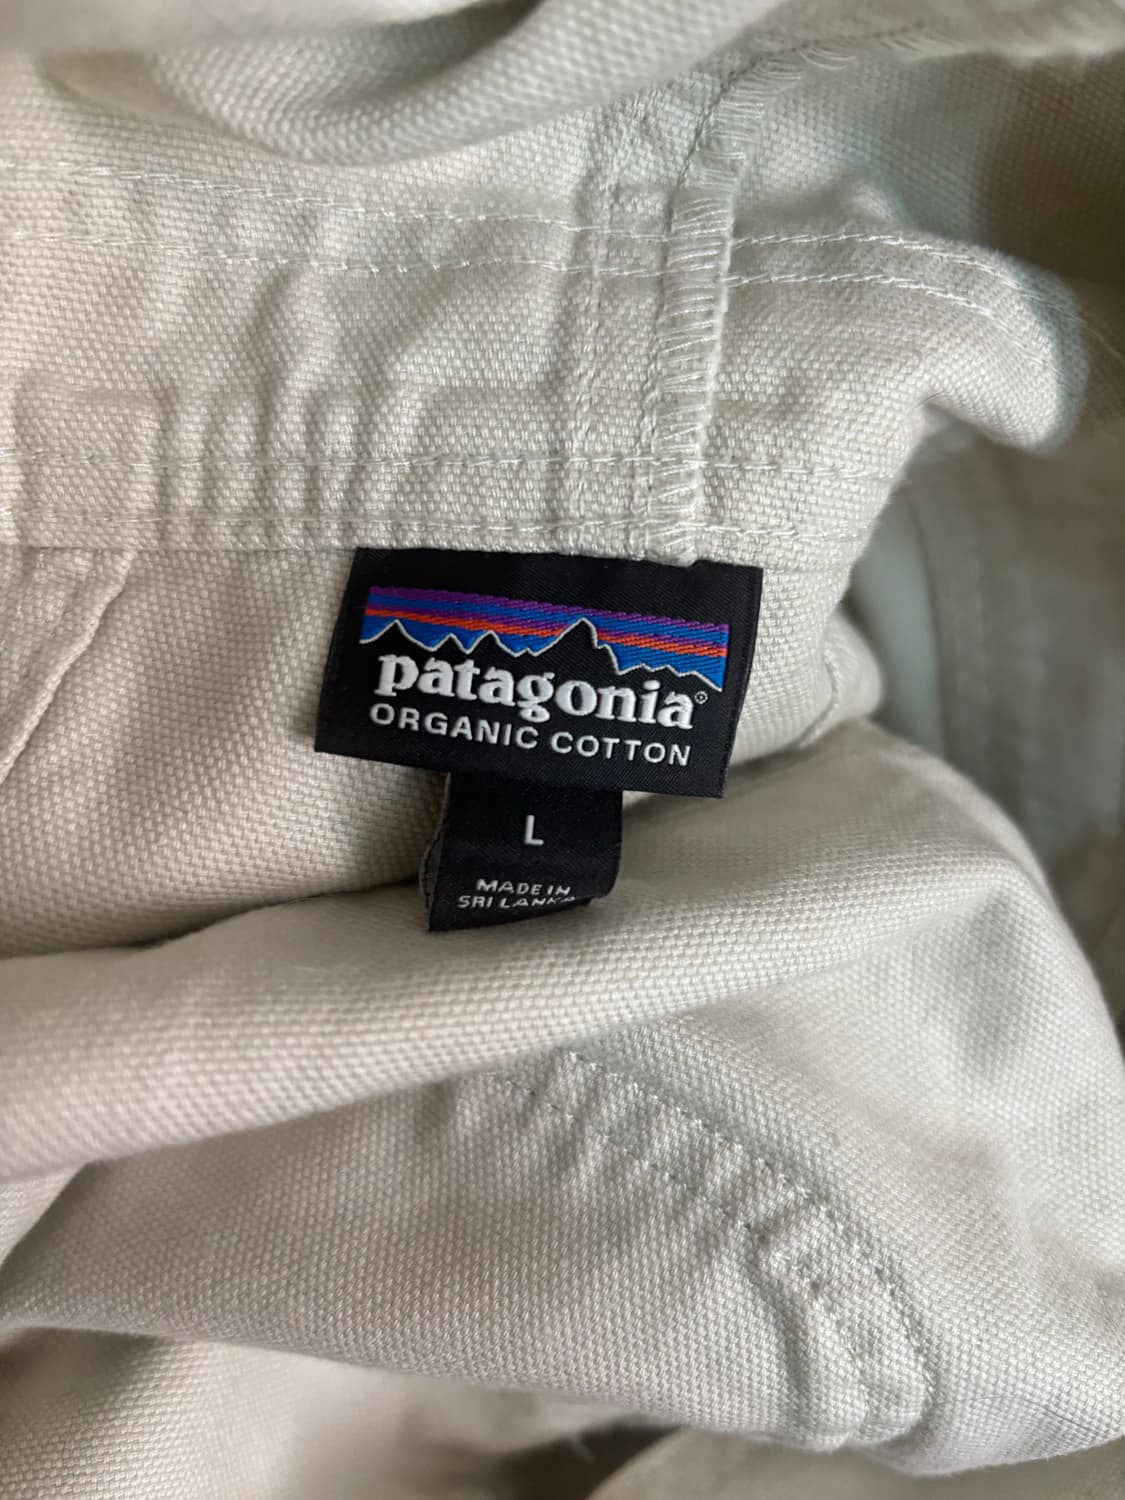 patagonia®
ORGANIC COTTON
L
MADE IN
SRI LANKA